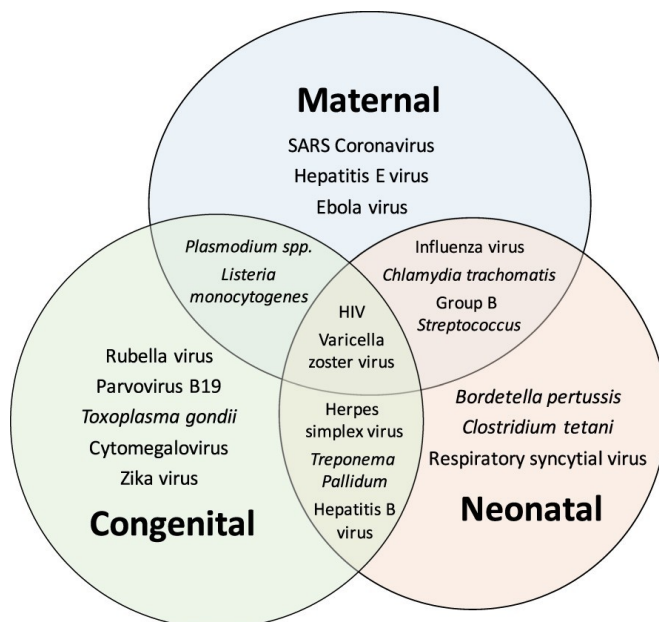 Maternal
SARS Coronavirus
Hepatitis E virus
Ebola virus
Plasmodium spp.
Listeria
monocytogenes
Influenza virus
Chlamydia trachomatis
Group B
Streptococcus
HIV
Varicella
zoster virus
Rubella virus
Parvovirus B19
Toxoplasma gondii
Cytomegalovirus
Zika virus
Congenital
Herpes
simplex virus
Treponema
Pallidum
Hepatitis B
virus
Bordetella pertussis
Clostridium tetani
Respiratory syncytial virus
Neonatal